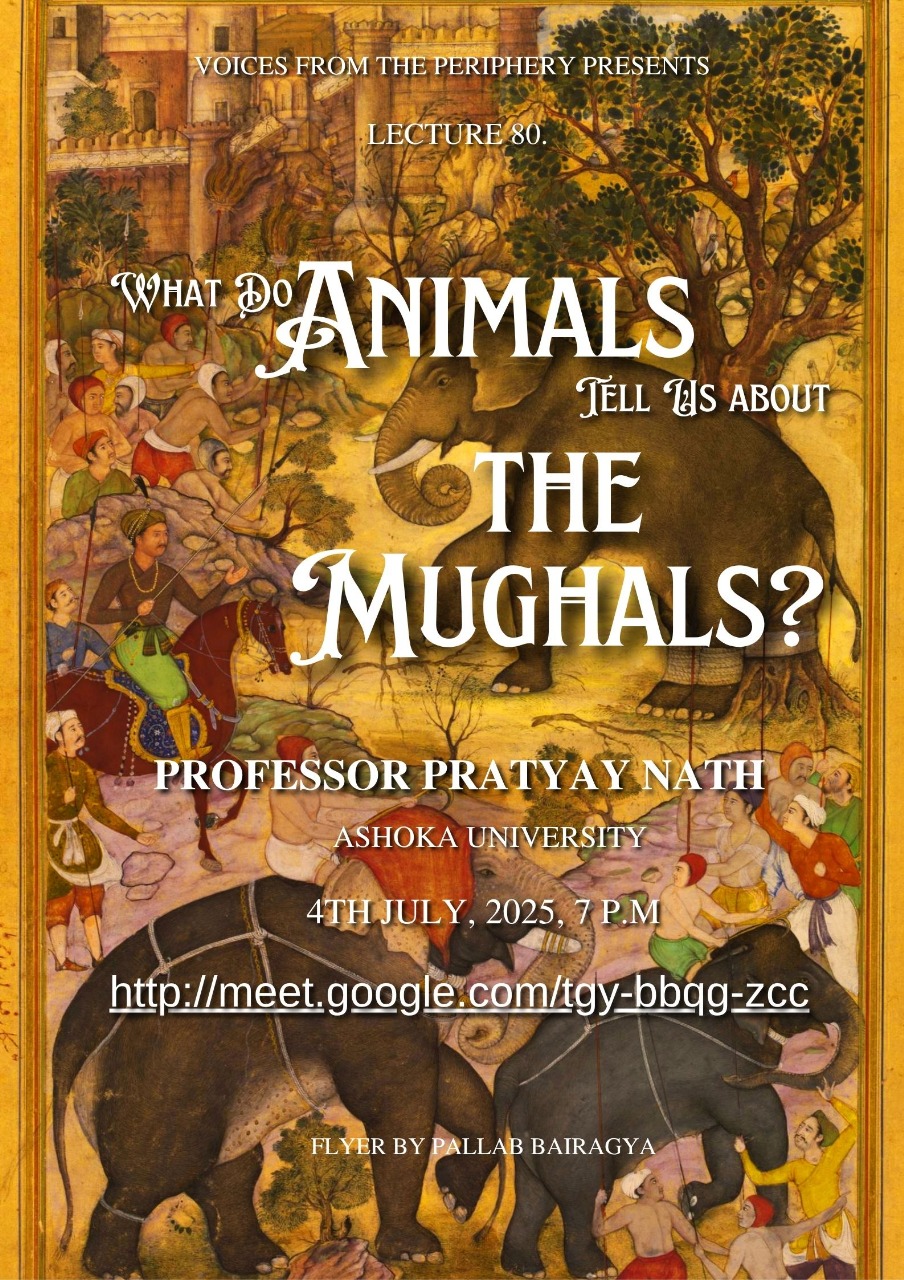 VOICES FROM THE PERIPHERY PRESENTS
LECTURE 80.
WHAT DO ANIMALS
TELL US ABOUT
THE
MUGHALS?
PROFESSOR PRATYAY NATH
ASHOKA UNIVERSITY
4TH JULY, 2025, 7 P.M
http://meet.google.com/tgy-bbqg-zcc
FLYER BY PALLAB BAIRAGYA